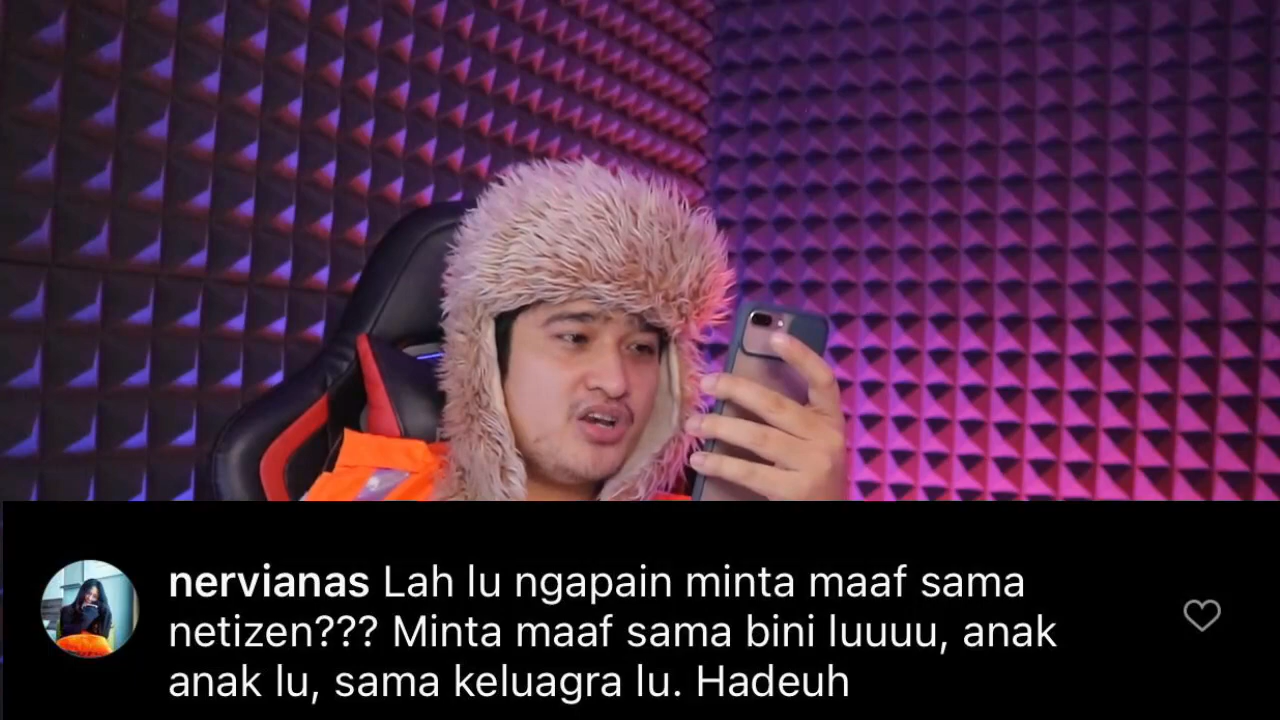 nervianas Lah lu ngapain minta maaf sama
netizen??? Minta maaf sama bini luuuu, anak
anak lu, sama keluagra lu. Hadeuh